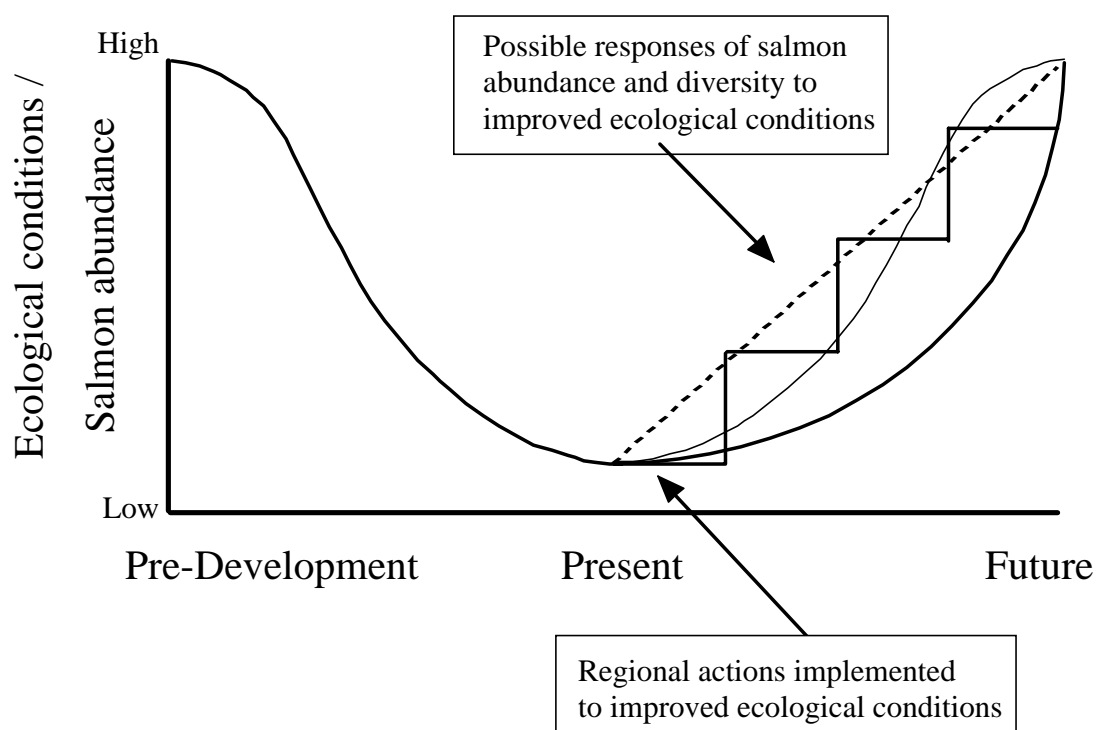 High
Possible responses of salmon
abundance and diversity to
improved ecological conditions
Ecological conditions /
Salmon abundance
Low
Pre-Development
Present
Future
Regional actions implemented
to improved ecological conditions